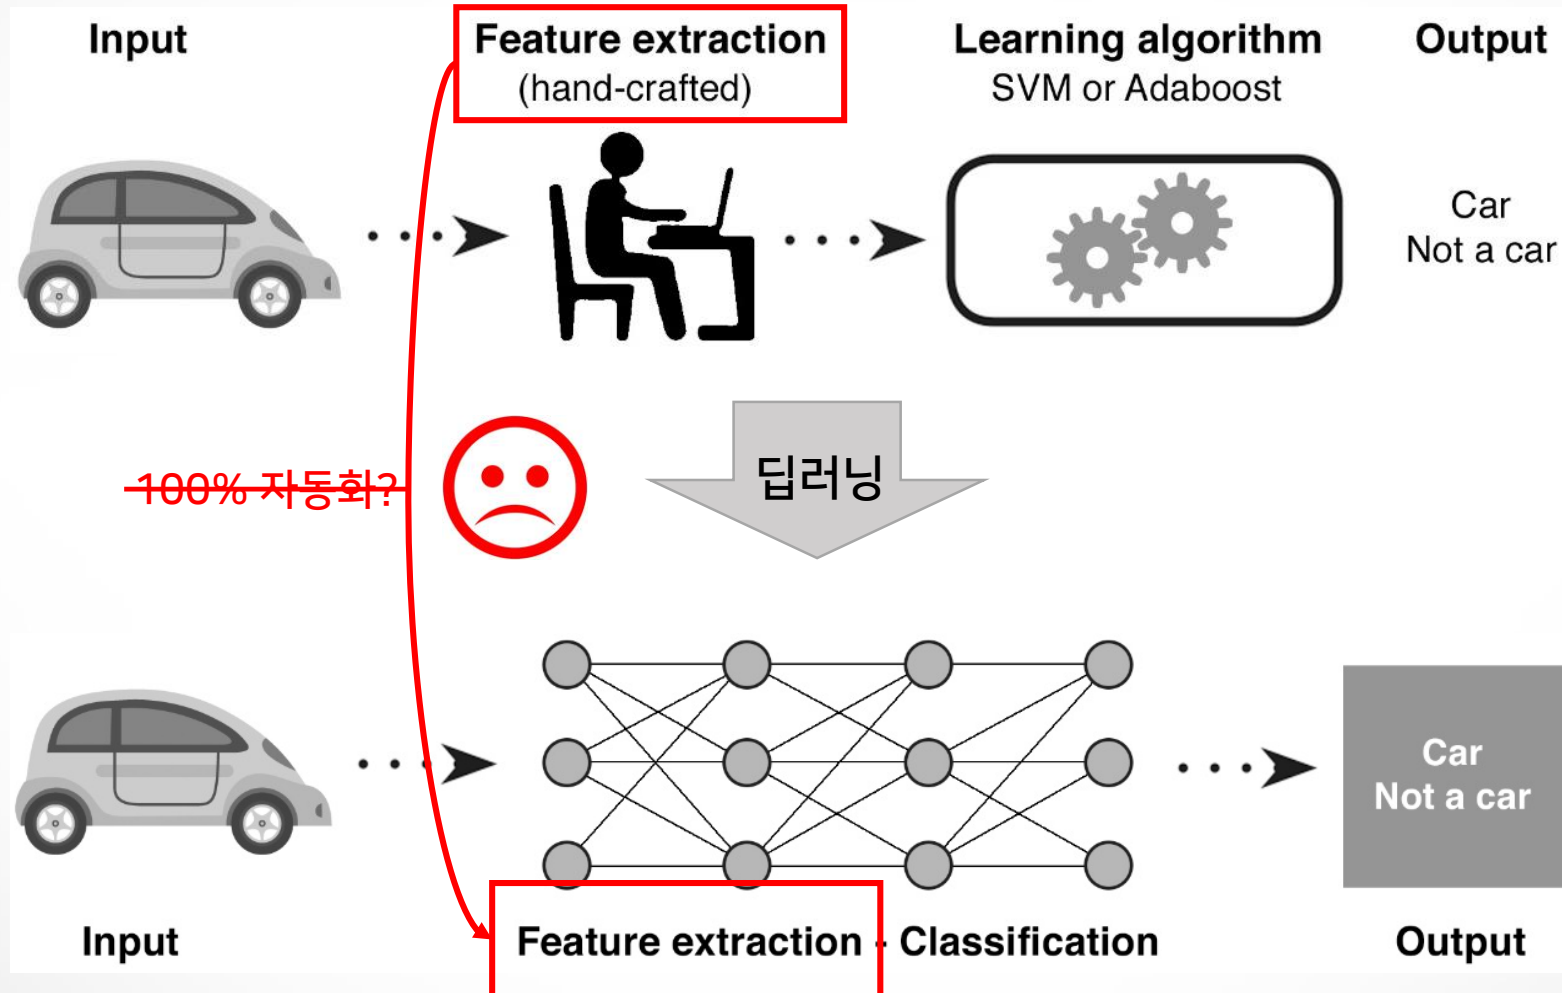 Input
Feature extraction
(hand-crafted)
Learning algorithm
SVM or Adaboost
Output
Car
Not a car
100% 자동화?
딥러닝
Car
Not a car
Input
Feature extraction - Classification
Output